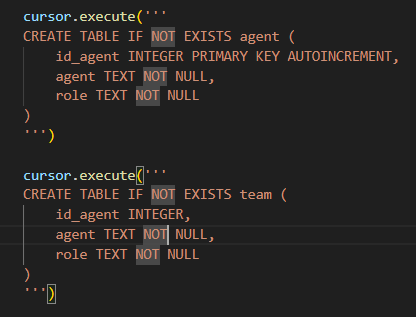 cursor.execute('''
CREATE TABLE IF NOT EXISTS agent (
    id_agent INTEGER PRIMARY KEY AUTOINCREMENT,
    agent TEXT NOT NULL,
    role TEXT NOT NULL
)
''')

cursor.execute('''
CREATE TABLE IF NOT EXISTS team (
    id_agent INTEGER,
    agent TEXT NOT NULL,
    role TEXT NOT NULL
)
''')